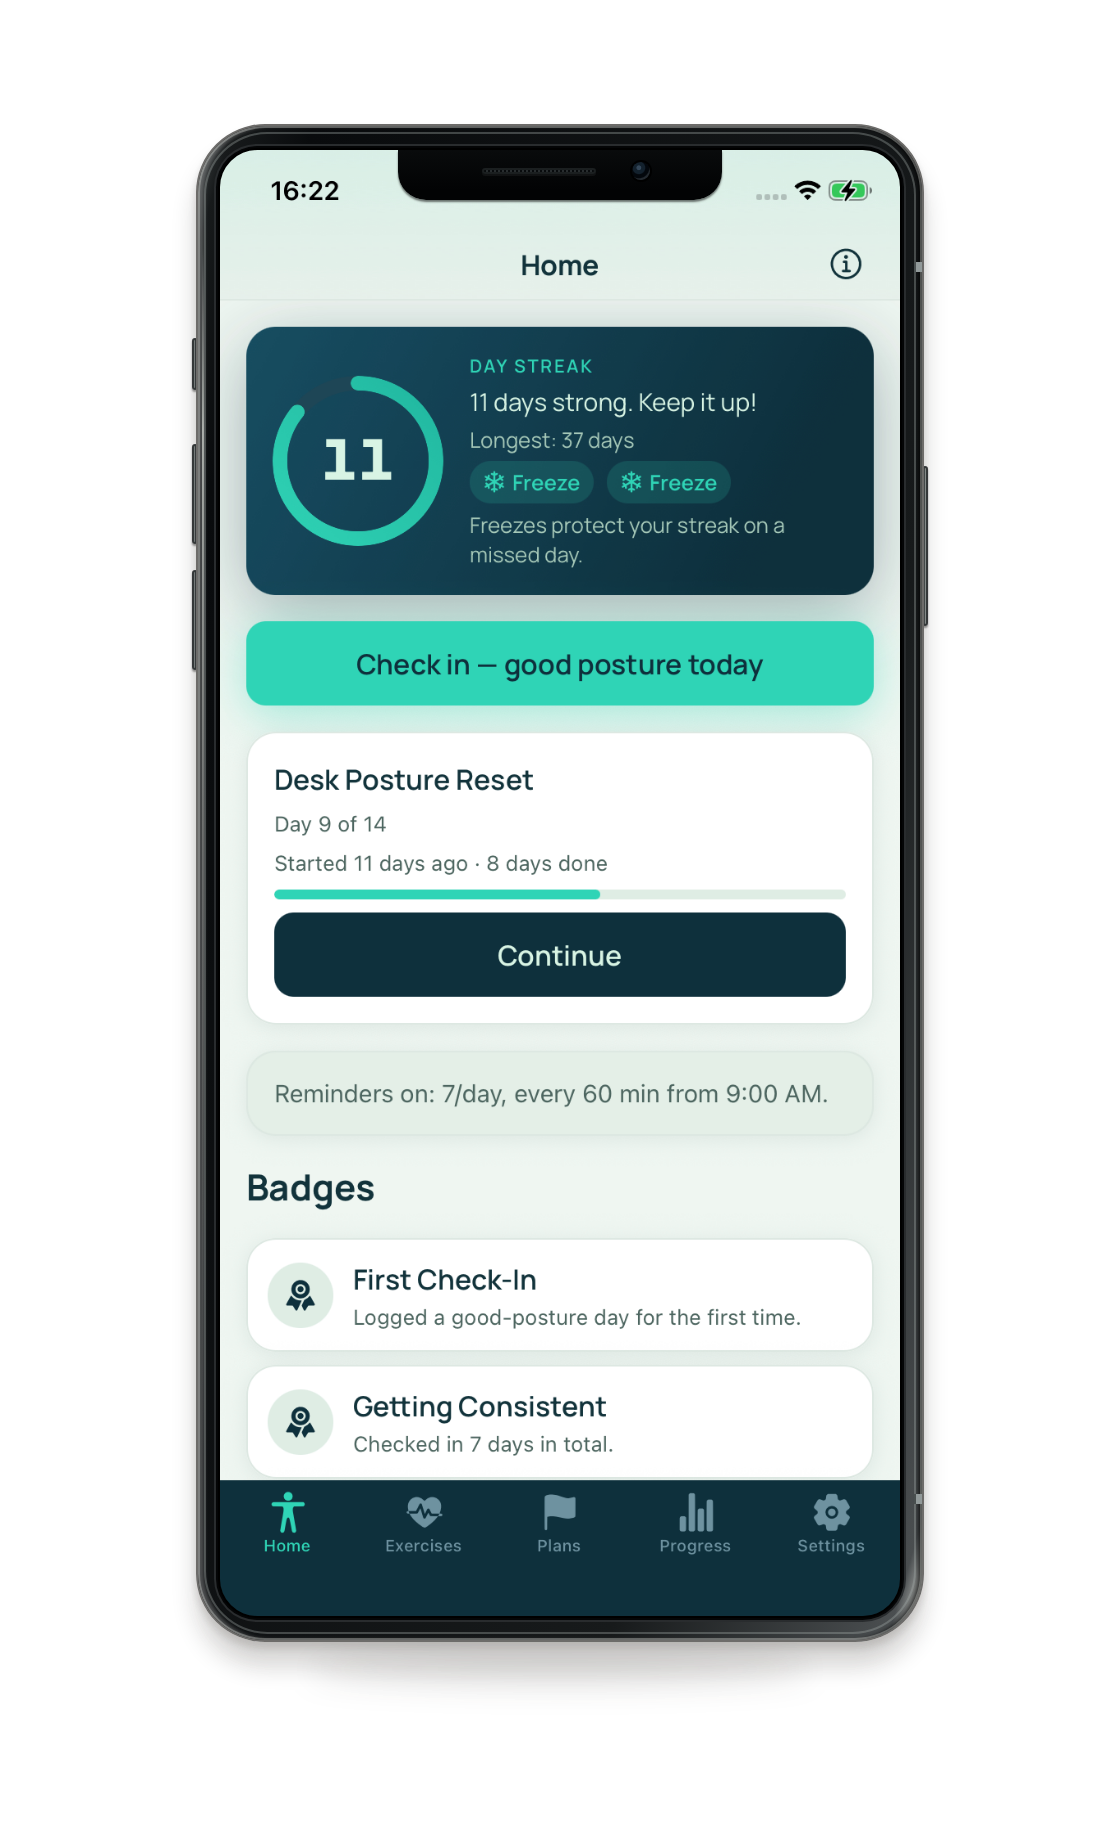 16:22
Home
11
DAY STREAK
11 days strong. Keep it up!
Longest: 37 days
Freeze Freeze
Freezes protect your streak on a
missed day.
Check in — good posture today
Desk Posture Reset
Day 9 of 14
Started 11 days ago · 8 days done
Continue
Reminders on: 7/day, every 60 min from 9:00 AM.
Badges
First Check-In
Logged a good-posture day for the first time.
Getting Consistent
Checked in 7 days in total.
Home Exercises Plans Progress Settings